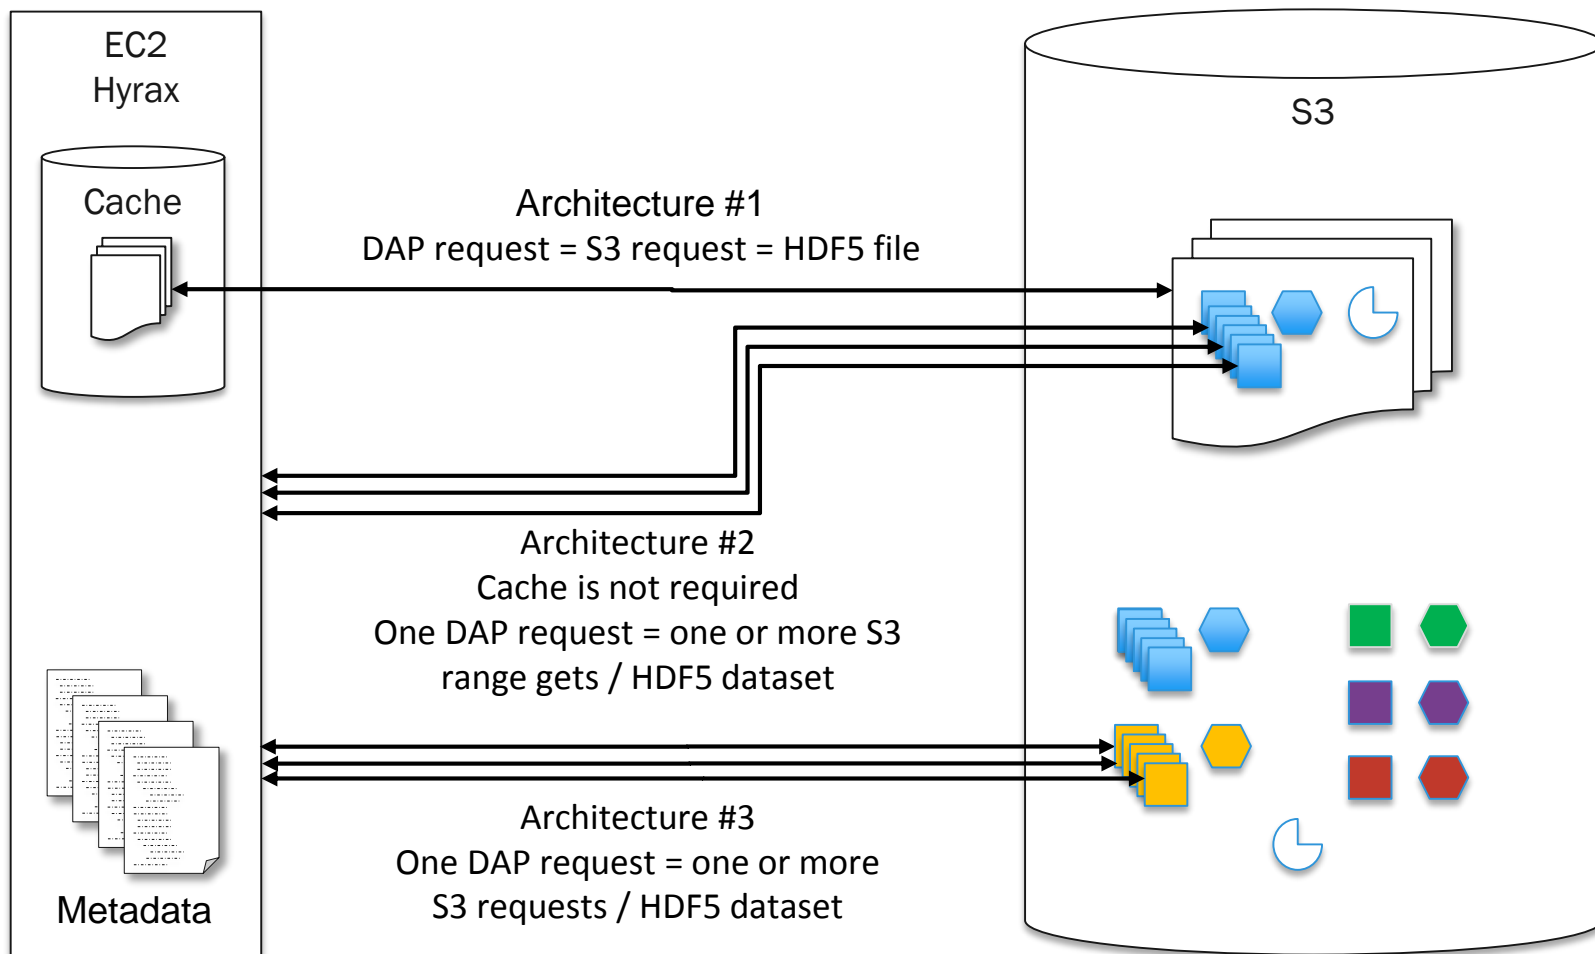 EC2
Hyrax
Cache
S3
Architecture #1
DAP request = S3 request = HDF5 file
Architecture #2
Cache is not required
One DAP request = one or more S3
range gets / HDF5 dataset
Architecture #3
One DAP request = one or more
S3 requests / HDF5 dataset
Metadata